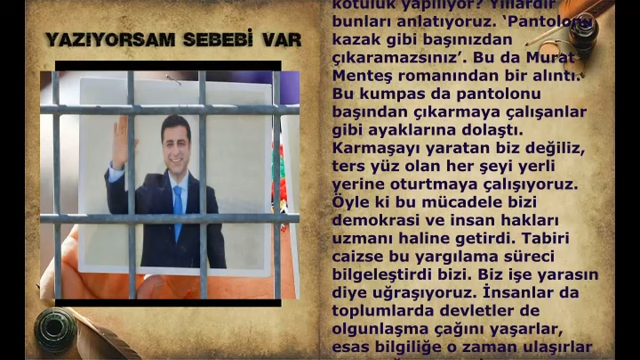 YAZIYORSAM SEBEBİ VAR
kötülük yapılıyor? Yıllardır
bunları anlatıyoruz. ‘Pantolonu
kazak gibi başınızdan
çıkaramazsınız’. Bu da Murat
Menteş romanından bir alıntı.
Bu kumpas da pantolonu
başından çıkarmaya çalışanlar
gibi ayaklarına dolaştı.
Karmaşayı yaratan biz değiliz,
ters yüz olan her şeyi yerli
yerine oturtmaya çalışıyoruz.
Öyle ki bu mücadele bizi
demokrasi ve insan hakları
uzmanı haline getirdi. Tabiri
caizse bu yargılama süreci
bilgeleştirdi bizi. Biz işe yarasın
diye uğraşıyoruz. İnsanlar da
toplumlarda devletler de
olgunlaşma çağını yaşarlar,
esas bilgiliğe o zaman ulaşırlar